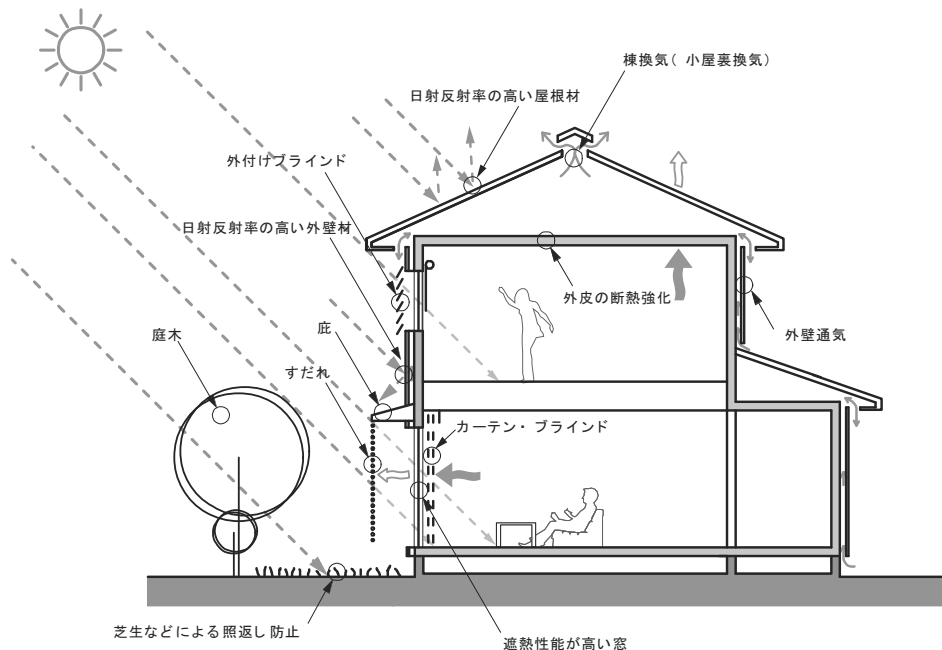 棟換気(小屋裏換気)
日射反射率の高い屋根材
外付けブラインド
日射反射率の高い外壁材
外皮の断熱強化
外壁通気
庭木
庇
すだれ
カーテン・ブラインド
芝生などによる照返し防止
遮熱性能が高い窓